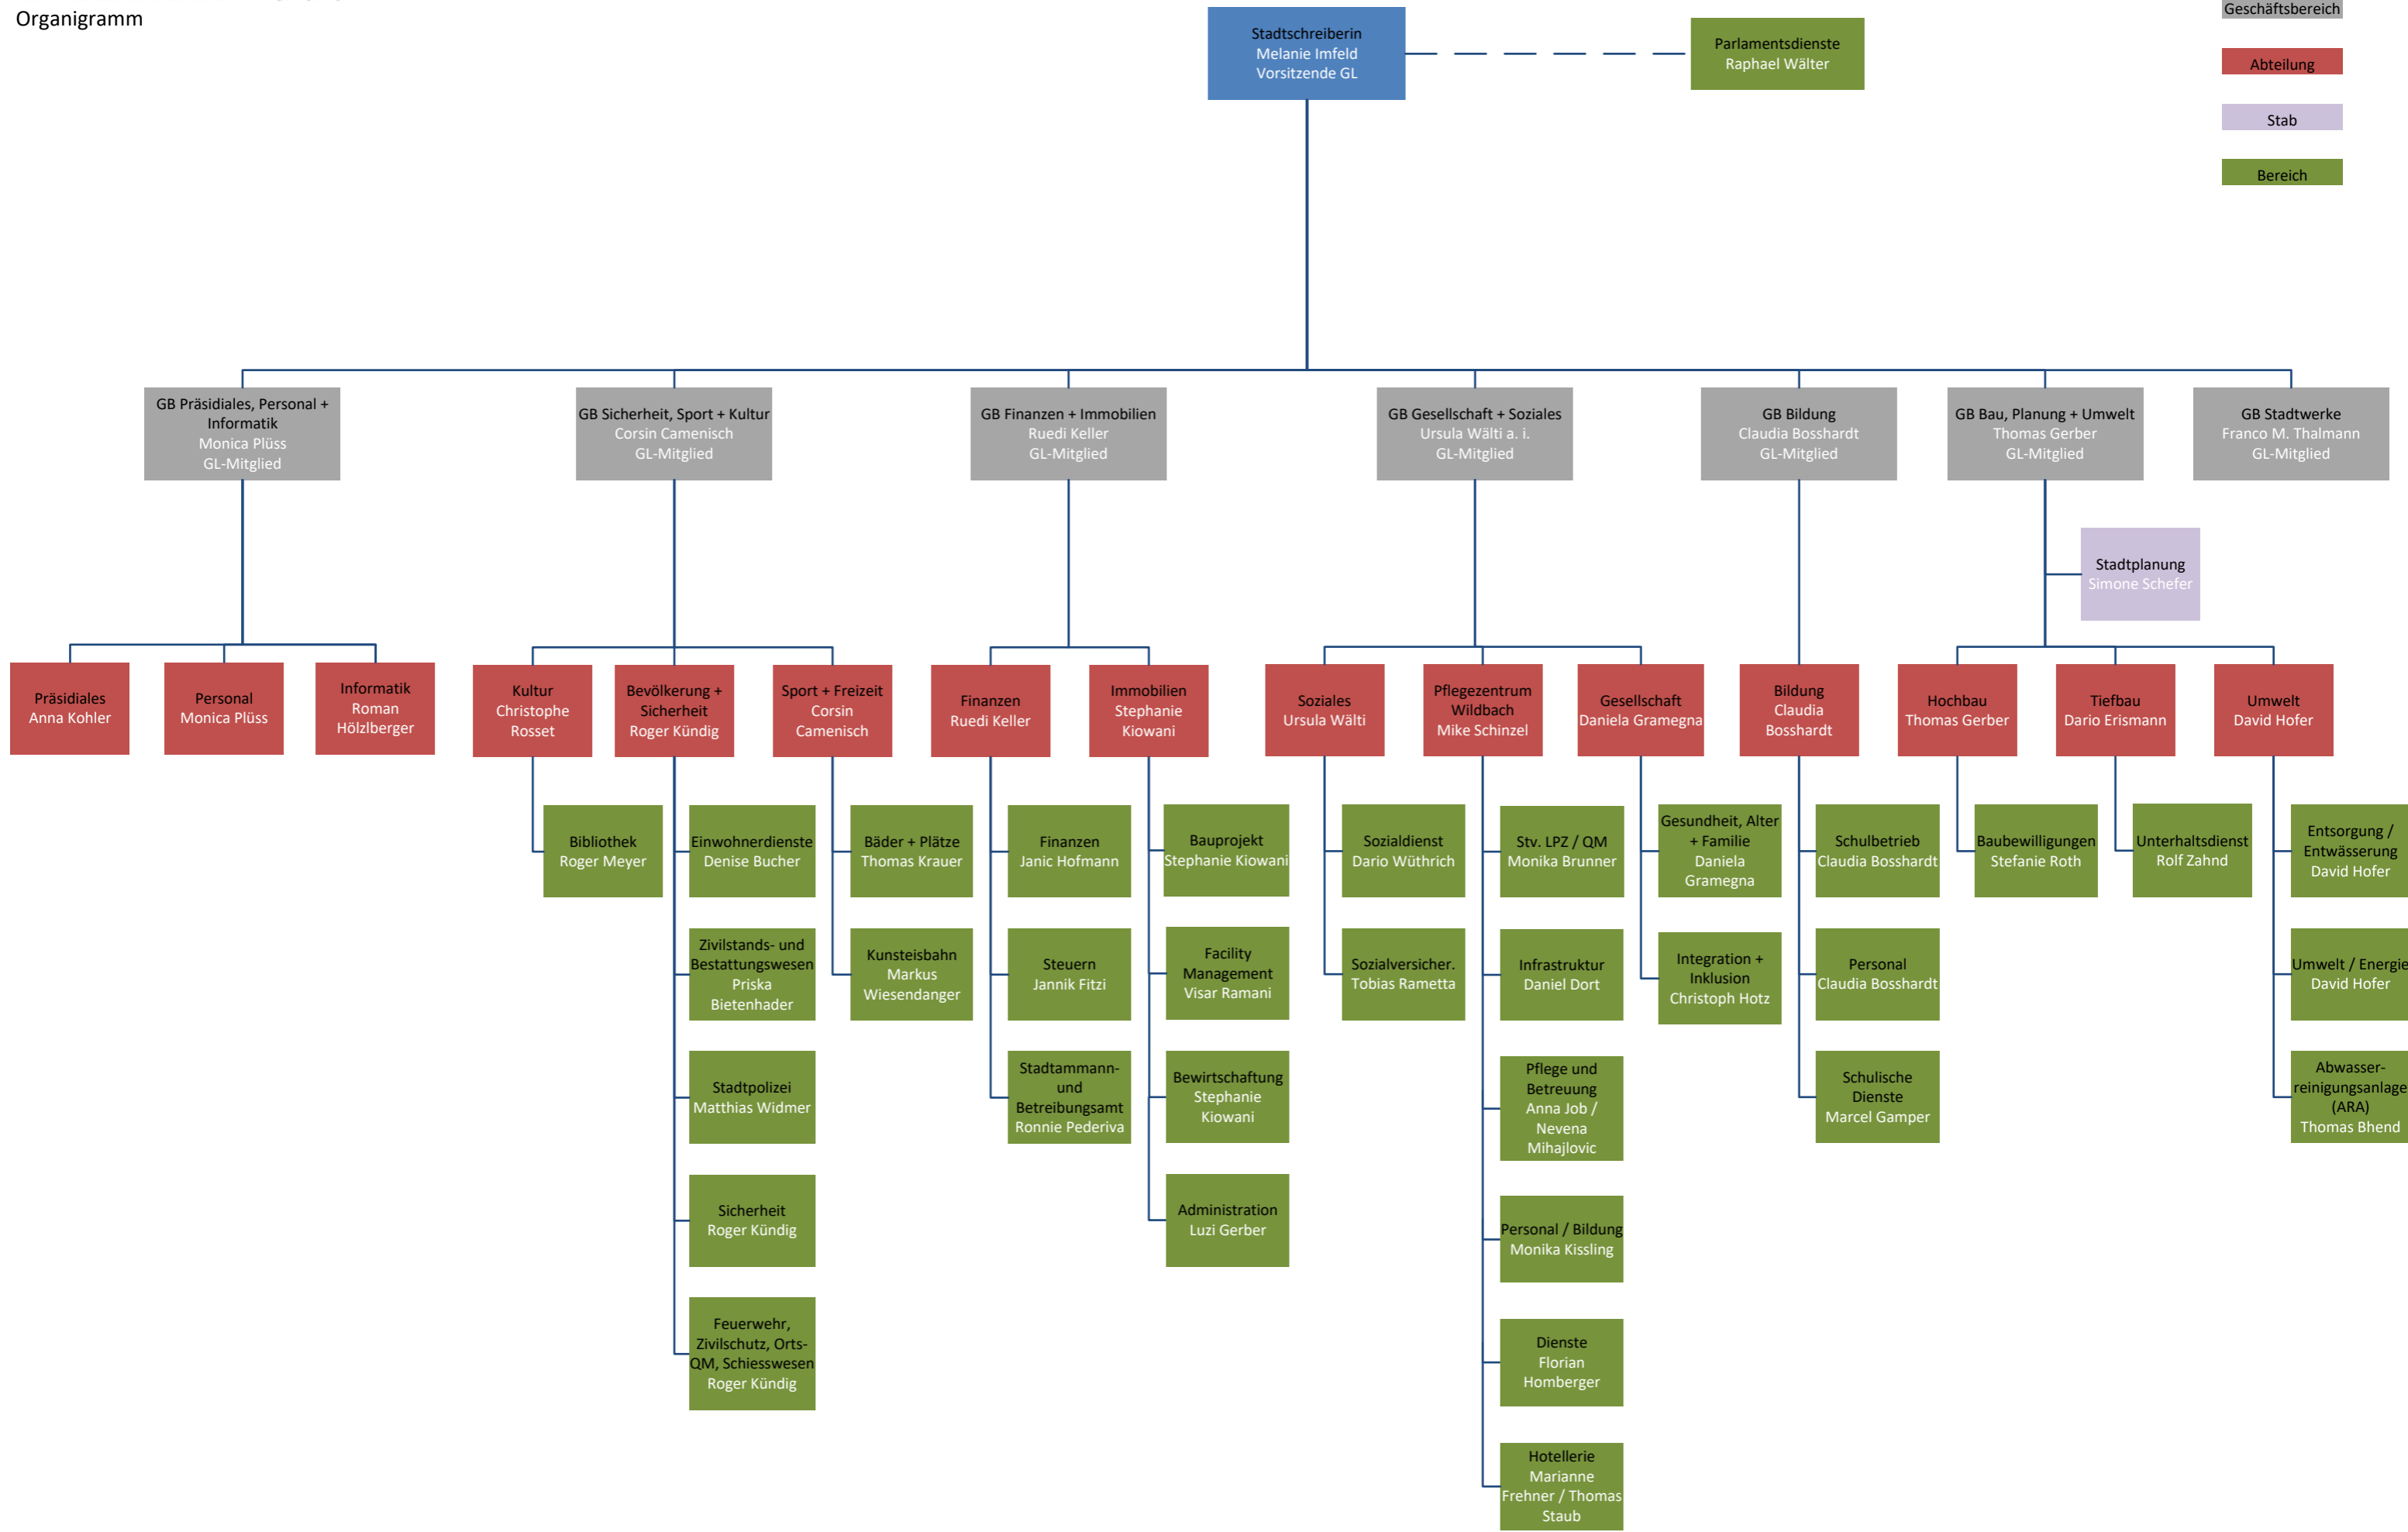 Organigramm
Stadtschreiberin
Melanie Imfeld
Vorsitzende GL
Parlamentsdienste
Raphael Wälter
Geschäftsbereich
Abteilung
Stab
Bereich
GB Präsidiales, Personal +
Informatik
Monica Plüss
GL-Mitglied
GB Sicherheit, Sport + Kultur
Corsin Camenisch
GL-Mitglied
GB Finanzen + Immobilien
Ruedi Keller
GL-Mitglied
GB Gesellschaft + Soziales
Ursula Wälti a. i.
GL-Mitglied
GB Bildung
Claudia Bosshardt
GL-Mitglied
GB Bau, Planung + Umwelt
Thomas Gerber
GL-Mitglied
GB Stadtwerke
Franco M. Thalmann
GL-Mitglied
Stadtplanung
Simone Schefer
Präsidiales
Anna Kohler
Personal
Monica Plüss
Informatik
Roman
Hölzlberger
Kultur
Christophe
Rosset
Bevölkerung +
Sicherheit
Roger Kündig
Sport + Freizeit
Corsin
Camenisch
Finanzen
Ruedi Keller
Immobilien
Stephanie
Kiowani
Soziales
Ursula Wälti
Pflegezentrum
Wildbach
Mike Schinzel
Gesellschaft
Daniela Gramegna
Bildung
Claudia
Bosshardt
Hochbau
Thomas Gerber
Tiefbau
Dario Erismann
Umwelt
David Hofer
Bibliothek
Roger Meyer
Einwohnerdienste
Denise Bucher
Bäder + Plätze
Thomas Krauer
Finanzen
Janic Hofmann
Bauprojekt
Stephanie Kiowani
Sozialdienst
Dario Wüthrich
Stv. LPZ / QM
Monika Brunner
Gesundheit, Alter
+ Familie
Daniela
Gramegna
Schulbetrieb
Claudia Bosshardt
Baubewilligungen
Stefanie Roth
Unterhaltsdienst
Rolf Zahnd
Entsorgung /
Entwässerung
David Hofer
Zivilstands- und
Bestattungswesen
Priska
Bietenhader
Kunsteisbahn
Markus
Wiesendanger
Steuern
Jannik Fitzi
Facility
Management
Visar Ramani
Sozialversicher.
Tobias Rametta
Infrastruktur
Daniel Dort
Integration +
Inklusion
Christoph Hotz
Personal
Claudia Bosshardt
Umwelt / Energie
David Hofer
Stadtpolizei
Matthias Widmer
Stadtammann-
und
Betreibungsamt
Ronnie Pederiva
Bewirtschaftung
Stephanie
Kiowani
Pflege und
Betreuung
Anna Job /
Nevena
Mihajlovic
Schulische
Dienste
Marcel Gamper
Abwasser-
reinigungsanlage
(ARA)
Thomas Bhend
Sicherheit
Roger Kündig
Administration
Luzi Gerber
Personal / Bildung
Monika Kissling
Feuerwehr,
Zivilschutz, Orts-
QM, Schiesswesen
Roger Kündig
Dienste
Florian
Homberger
Hotellerie
Marianne
Frehner / Thomas
Staub